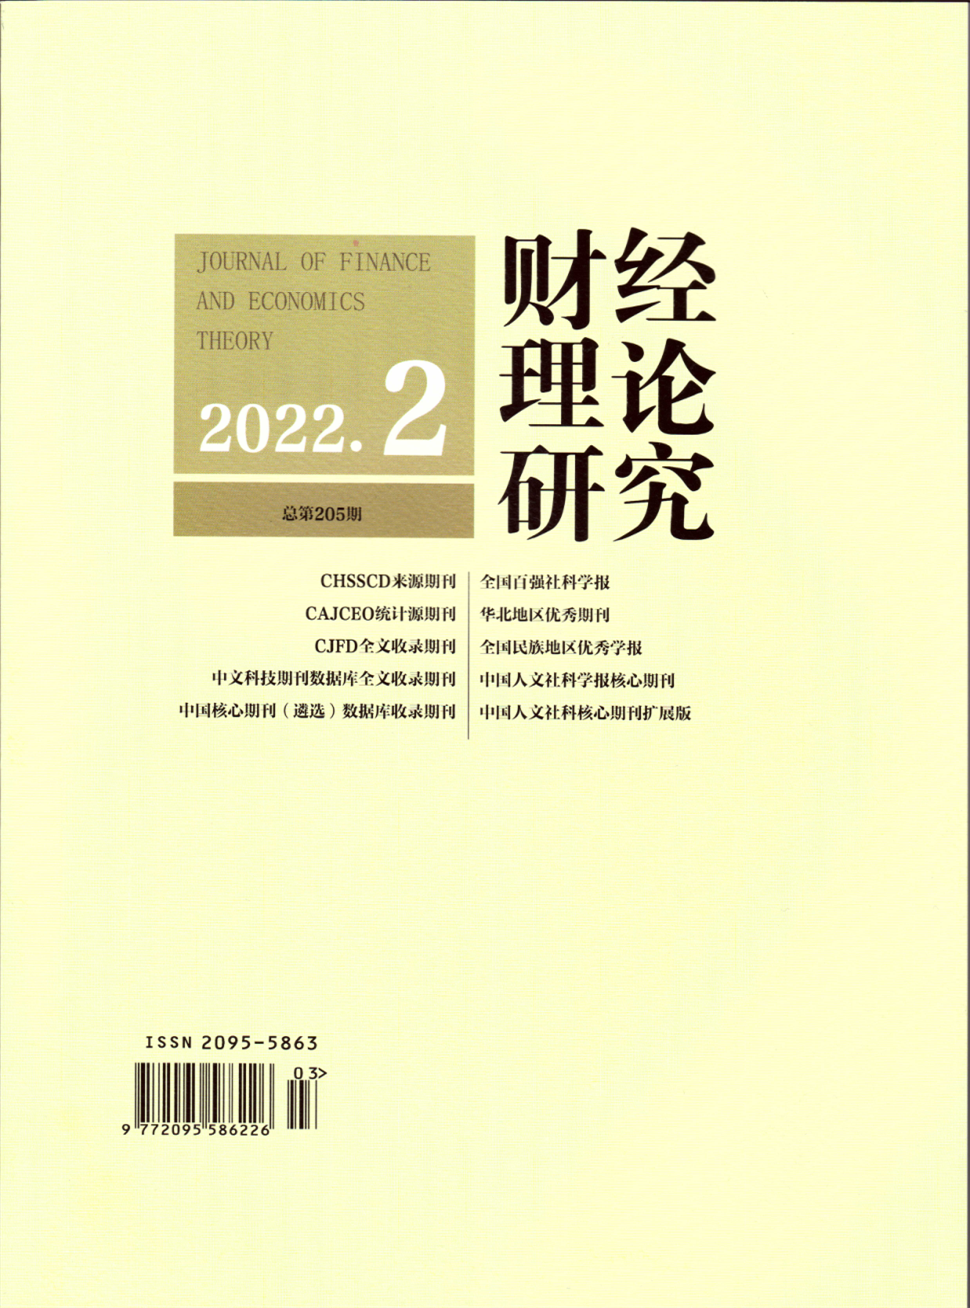 JOURNAL OF FINANCE
AND ECONOMICS
THEORY
2022.2
总第205期
财经
理论
研究
CHSSCD来源期刊
CAJCEO统计源期刊
CJFD全文收录期刊
中文科技期刊数据库全文收录期刊
中国核心期刊（遴选）数据库收录期刊
全国百强社科学报
华北地区优秀期刊
全国民族地区优秀学报
中国人文社科学报核心期刊
中国人文社科核心期刊扩展版
ISSN 2095-5863
03>
9 772095 586226